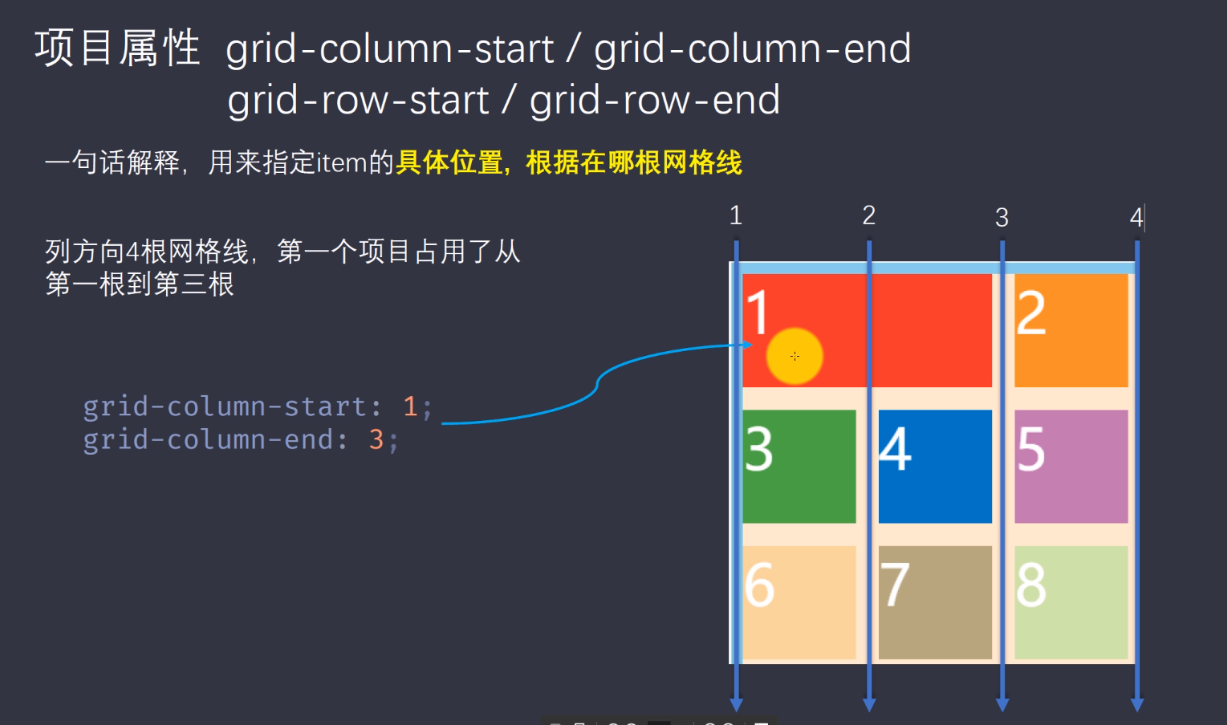 项目属性 grid-column-start / grid-column-end
grid-row-start / grid-row-end
一句话解释，用来指定item的具体位置，根据在哪根网格线
列方向4根网格线，第一个项目占用了从
第一根到第三根
grid-column-start: 1;
grid-column-end: 3;
1 2 3 4
1 2
3 4 5
6 7 8